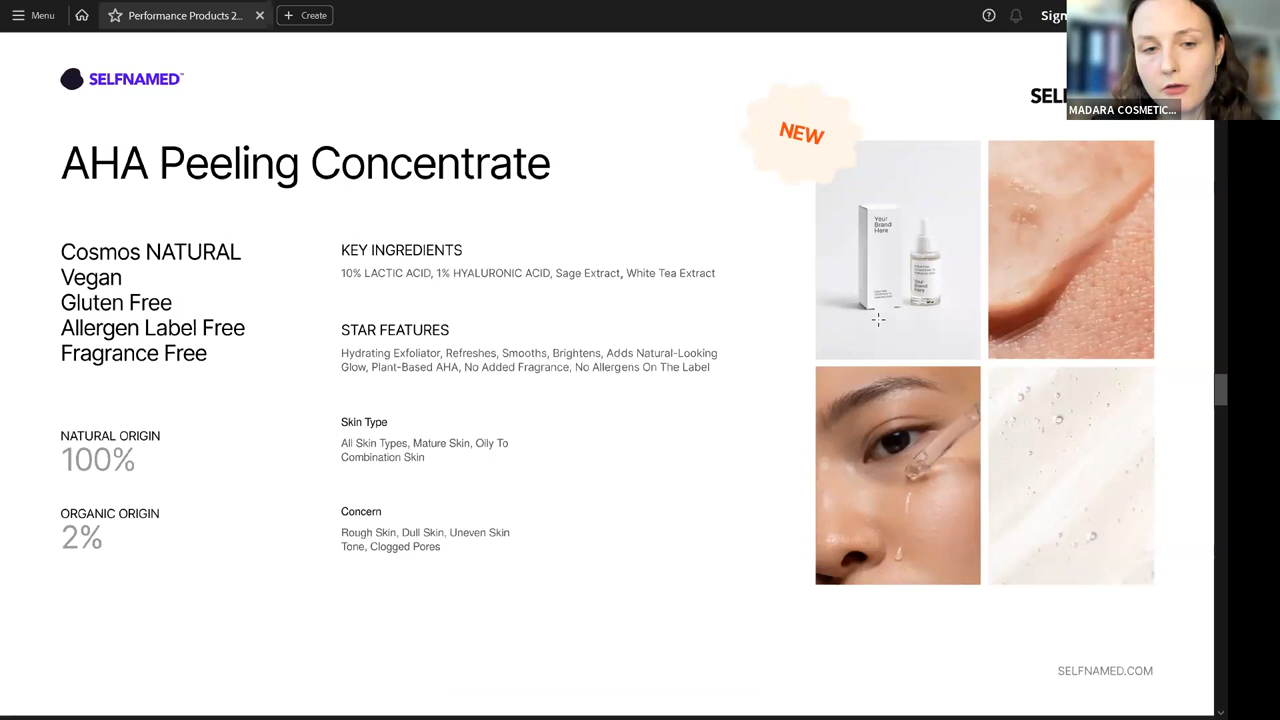 Menu
Performance Products 2...
Create
Sign
MADARA COSMETIC...
SELFNAMED™
SELF
NEW
AHA Peeling Concentrate
Cosmos NATURAL
Vegan
Gluten Free
Allergen Label Free
Fragrance Free
NATURAL ORIGIN
100%
ORGANIC ORIGIN
2%
KEY INGREDIENTS
10% LACTIC ACID, 1% HYALURONIC ACID, Sage Extract, White Tea Extract
STAR FEATURES
Hydrating Exfoliator, Refreshes, Smooths, Brightens, Adds Natural-Looking
Glow, Plant-Based AHA, No Added Fragrance, No Allergens On The Label
Skin Type
All Skin Types, Mature Skin, Oily To
Combination Skin
Concern
Rough Skin, Dull Skin, Uneven Skin
Tone, Clogged Pores
Your
Brand
Here
Your
Brand
Here
SELFNAMED.COM